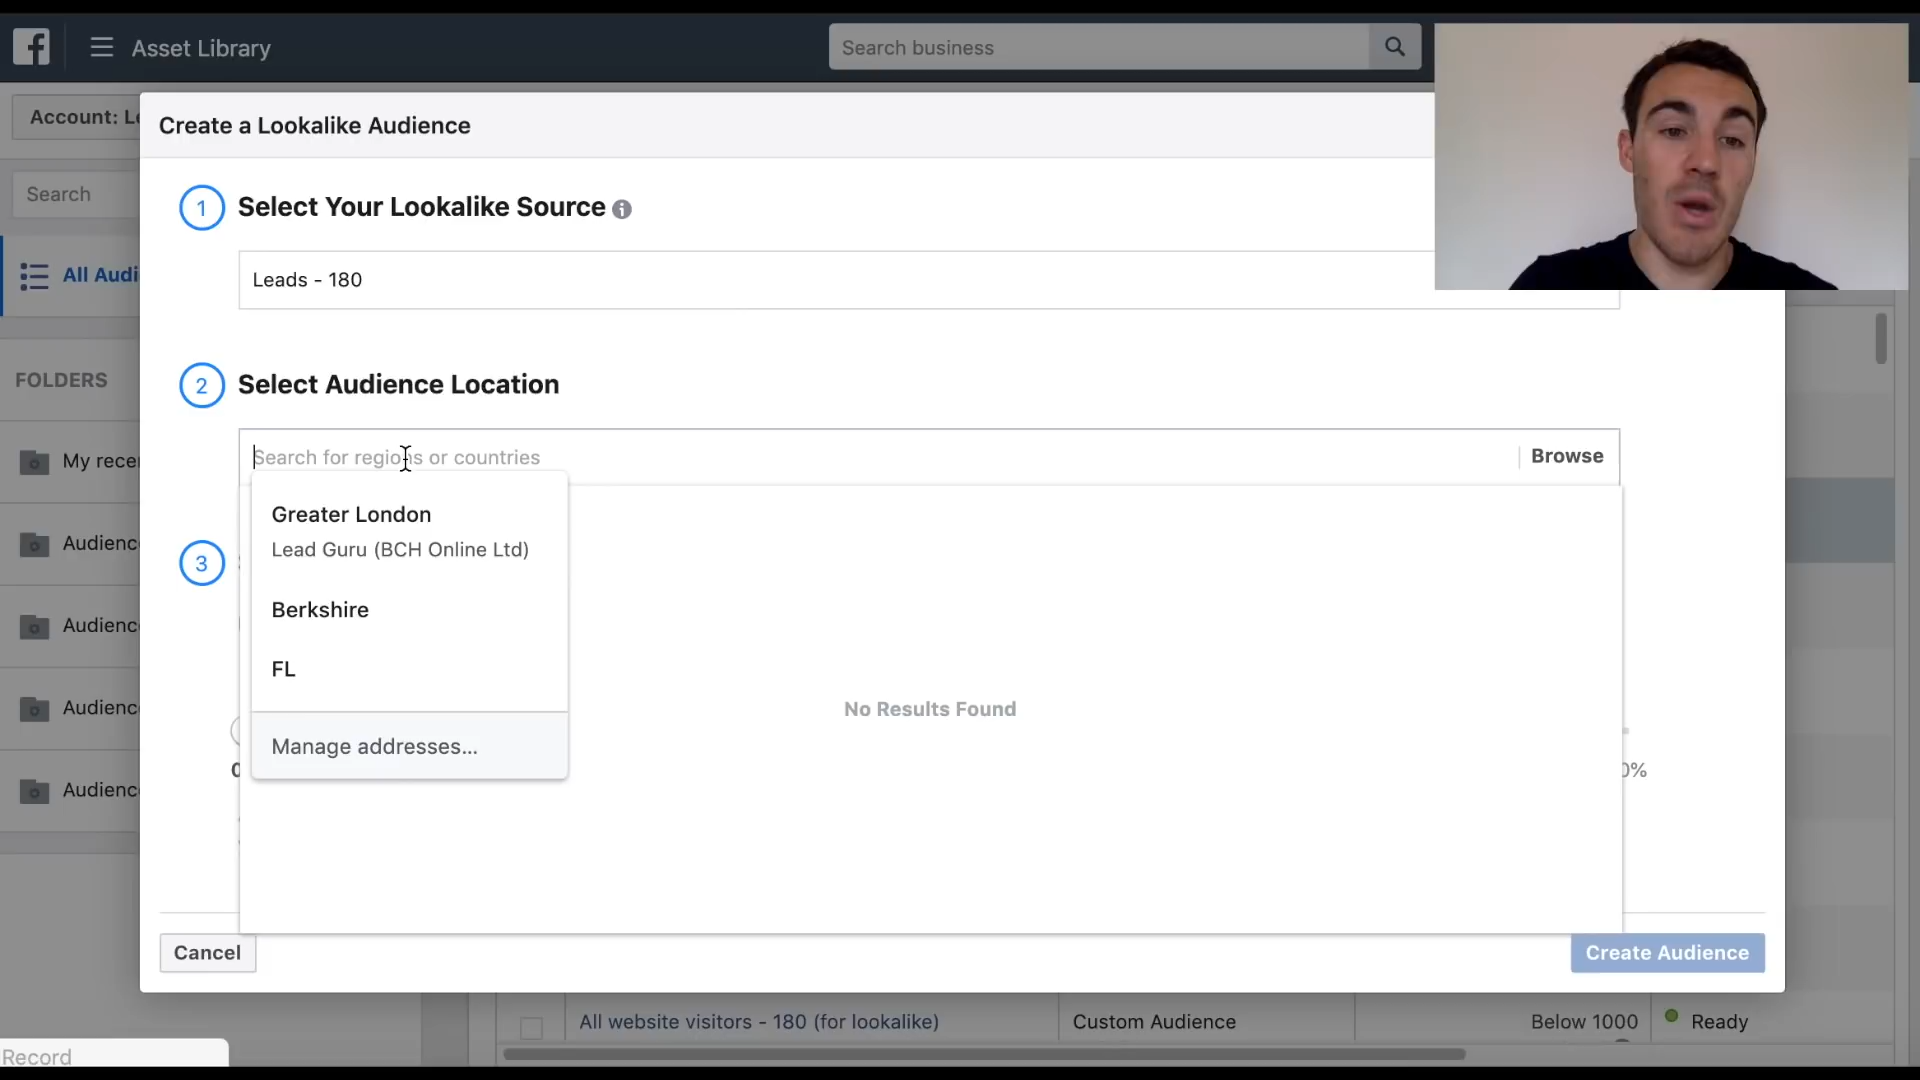 Asset Library
Search business
Account: Le
Create a Lookalike Audience
Search
1 Select Your Lookalike Source
Leads - 180
All Audi
2 Select Audience Location
FOLDERS
Search for regions or countries
Browse
My recen
Greater London
Lead Guru (BCH Online Ltd)
Audienc
3
Berkshire
Audienc
FL
No Results Found
Audienc
Manage addresses...
0%
Audienc
Cancel
Create Audience
All website visitors - 180 (for lookalike)
Custom Audience
Below 1000
Ready
Record